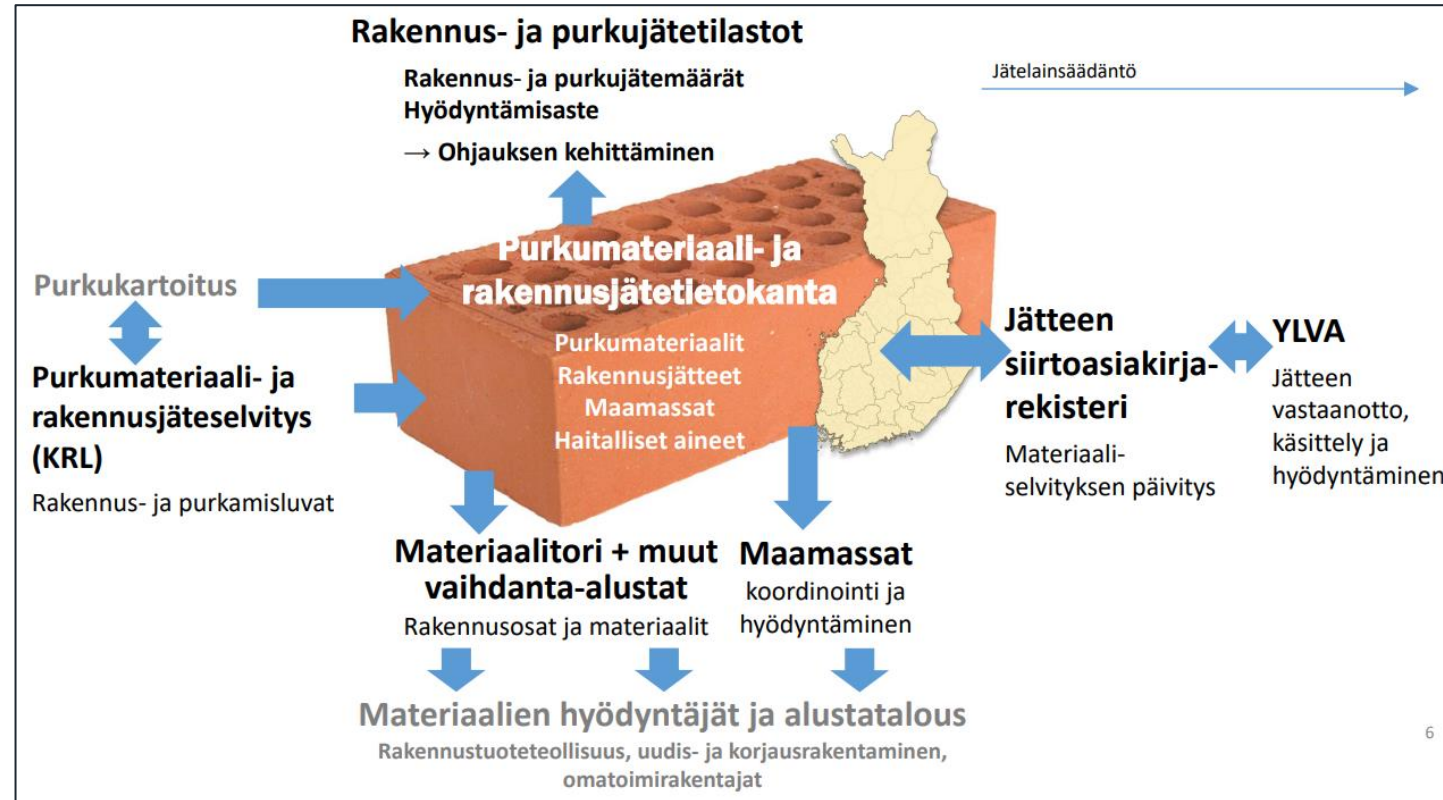 Rakennus- ja purkujätetilastot
Rakennus- ja purkujätemäärät
Hyödyntämisaste
→ Ohjauksen kehittäminen
Jätelainsäädäntö
Purkukartoitus
Purkumateriaali- ja
rakennusjäteselvitys
(KRL)
Rakennus- ja purkamisluvat
Purkumateriaali- ja
rakennusjätetietokanta
Purkumateriaalit
Rakennusjätteet
Maamassat
Haitalliset aineet
Jätteen
siirtoasiakirja-
rekisteri
Materiaali-
selvityksen päivitys
YLVA
Jätteen
vastaanotto,
käsittely ja
hyödyntäminen
Materiaalitori + muut
vaihdanta-alustat
Rakennusosat ja materiaalit
Maamassat
koordinointi ja
hyödyntäminen
Materiaalien hyödyntäjät ja alustatalous
Rakennustuoteteollisuus, uudis- ja korjausrakentaminen,
omatoimirakentajat
6